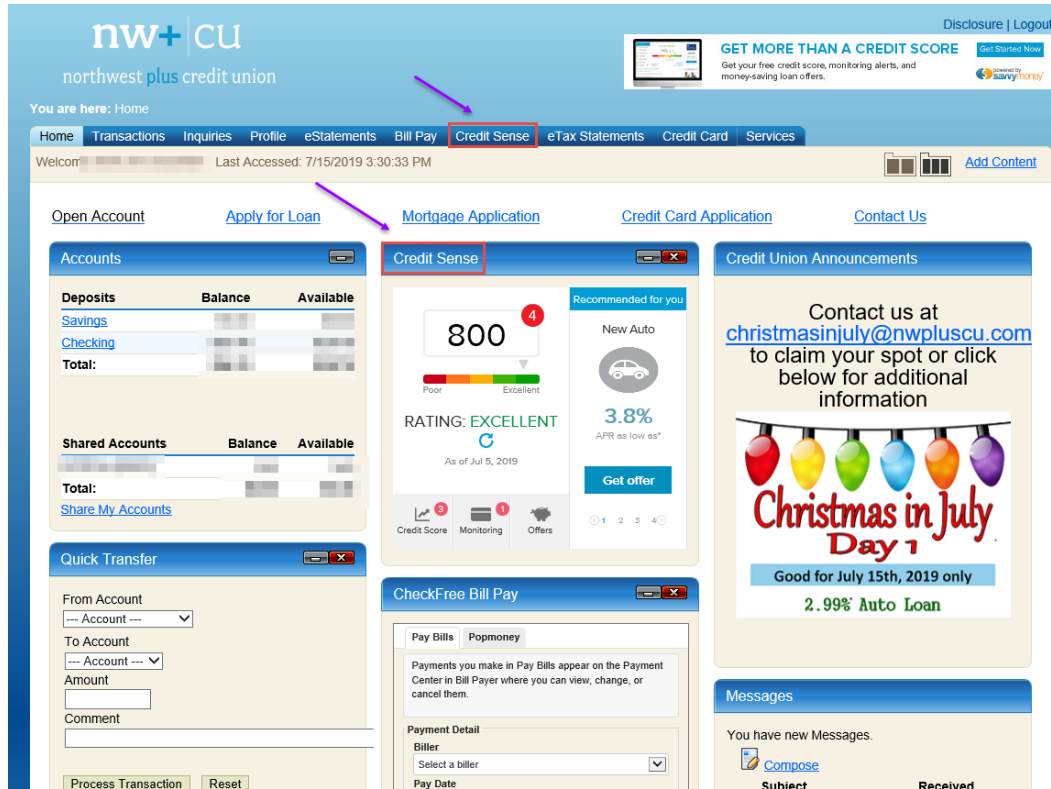 Disclosure | Logout
nw+ cu
northwest plus credit union
GET MORE THAN A CREDIT SCORE
Get your free credit score, monitoring alerts, and
money-saving loan offers.
Get Started Now
powered by
savvymoney
You are here: Home
Home Transactions Inquiries Profile eStatements Bill Pay Credit Sense eTax Statements Credit Card Services
Welcom
Last Accessed: 7/15/2019 3:30:33 PM
Add Content
Open Account Apply for Loan Mortgage Application Credit Card Application Contact Us
Accounts
Deposits Balance Available
Savings
Checking
Total:
Shared Accounts Balance Available
Total:
Share My Accounts
Quick Transfer
From Account
--- Account ---
To Account
--- Account ---
Amount
Comment
Process Transaction Reset
Credit Sense
800
4
Poor Excellent
RATING: EXCELLENT
As of Jul 5, 2019
3
1
Credit Score Monitoring Offers
Recommended for you
New Auto
3.8%
APR as low as*
Get offer
1 2 3 4
CheckFree Bill Pay
Pay Bills Popmoney
Payments you make in Pay Bills appear on the Payment
Center in Bill Payer where you can view, change, or
cancel them.
Payment Detail
Biller
Select a biller
Pay Date
Credit Union Announcements
Contact us at
christmasinjuly@nwpluscu.com
to claim your spot or click
below for additional
information
Christmas in July
Day 1
Good for July 15th, 2019 only
2.99% Auto Loan
Messages
You have new Messages.
Compose
Subject Received